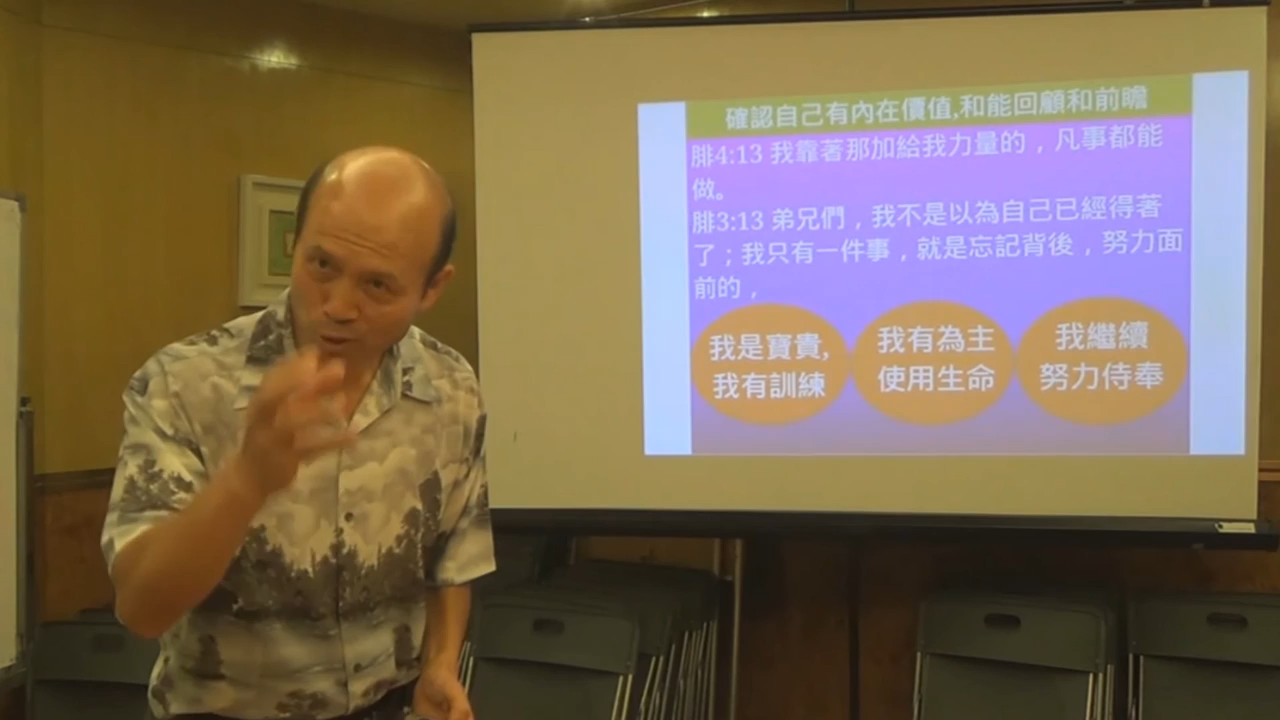 確認自己有內在價值,和能回顧和前瞻
腓4:13 我靠著那加給我力量的，凡事都能
做。
腓3:13 弟兄們，我不是以為自己已經得著
了；我只有一件事，就是忘記背後，努力面
前的，
我是寶貴,
我有訓練
我有為主
使用生命
我繼續
努力侍奉